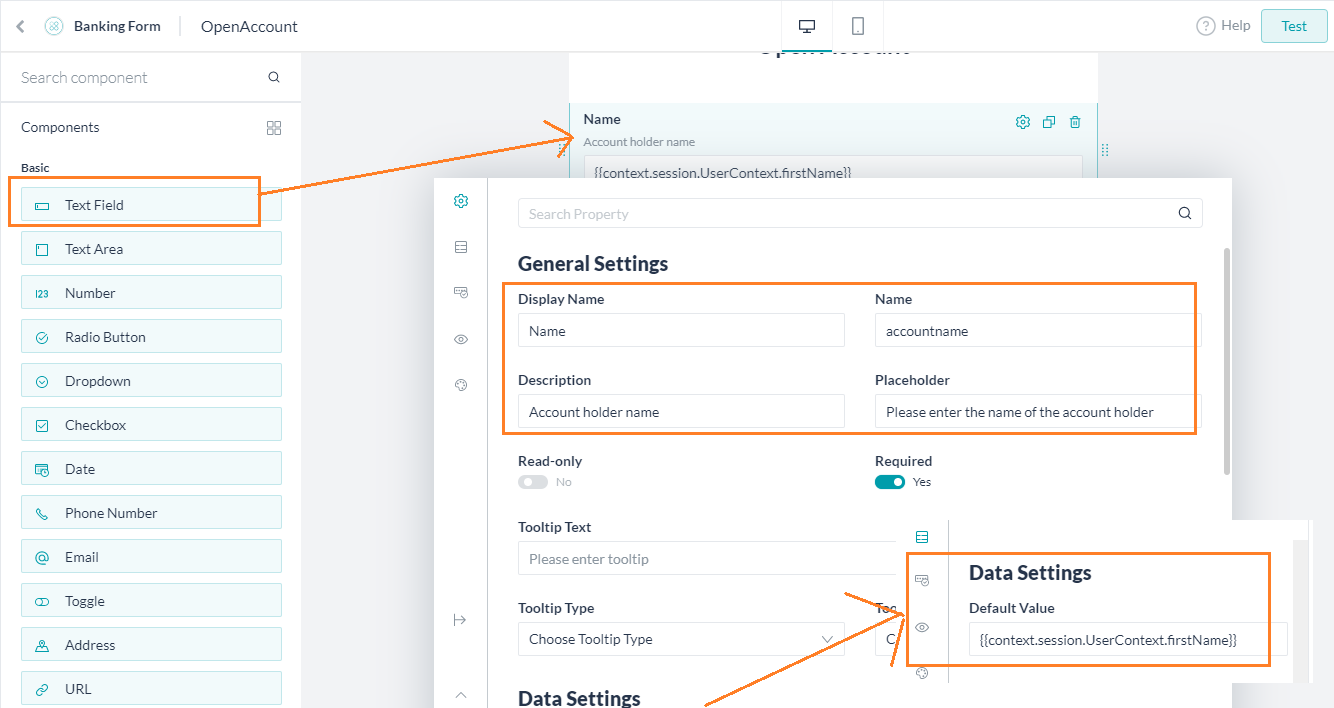 Banking Form
OpenAccount
Help
Test
Search component
Components
Basic
Text Field
Text Area
123 Number
Radio Button
Dropdown
Checkbox
Date
Phone Number
Email
Toggle
Address
URL
Open Account
Name
Account holder name
{{context.session.UserContext.firstName}}
Search Property
General Settings
Display Name
Name
Name
accountname
Description
Account holder name
Placeholder
Please enter the name of the account holder
Read-only
No
Required
Yes
Tooltip Text
Please enter tooltip
Tooltip Type
Choose Tooltip Type
Data Settings
Data Settings
Default Value
{{context.session.UserContext.firstName}}